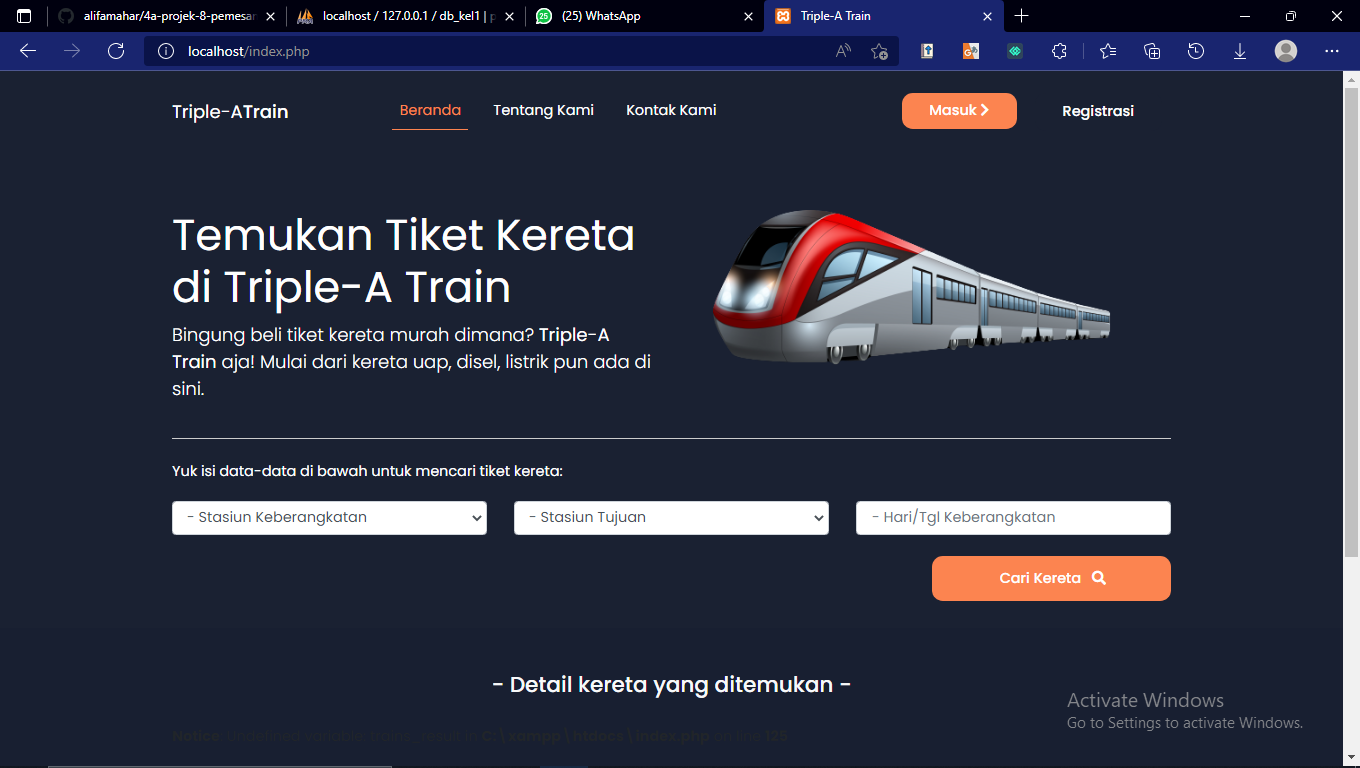 alifamahar/4a-projek-8-pemesar
localhost / 127.0.0.1 / db_kel1 | p
25
(25) WhatsApp
Triple-A Train
localhost/index.php
Triple-ATrain
Beranda
Tentang Kami
Kontak Kami
Masuk
Registrasi
Temukan Tiket Kereta
di Triple-A Train
Bingung beli tiket kereta murah dimana? Triple-A
Train aja! Mulai dari kereta uap, disel, listrik pun ada di
sini.
Yuk isi data-data di bawah untuk mencari tiket kereta:
- Stasiun Keberangkatan
- Stasiun Tujuan
- Hari/Tgl Keberangkatan
Cari Kereta
- Detail kereta yang ditemukan -
Activate Windows
Go to Settings to activate Windows.
Notice: Undefined variable: in C:\xampp\htdocs\index.php on line 125